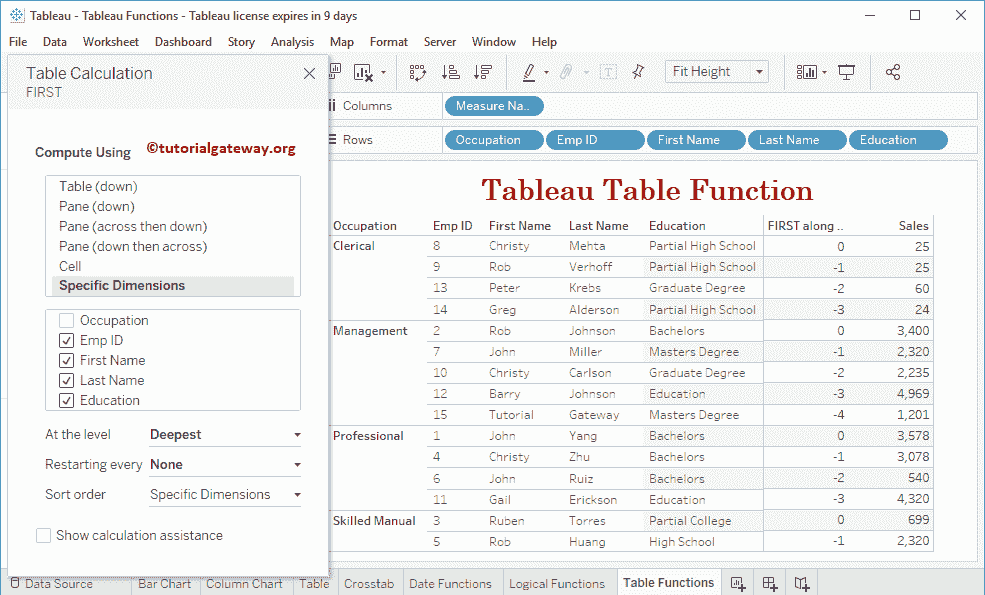 Tableau - Tableau Functions - Tableau license expires in 9 days
File Data Worksheet Dashboard Story Analysis Map Format Server Window Help
Table Calculation
FIRST
Fit Height
Columns Measure Na..
Rows Occupation Emp ID First Name Last Name Education
Compute Using ©tutorialgateway.org
Table (down)
Pane (down)
Pane (across then down)
Pane (down then across)
Cell
Specific Dimensions
Occupation
Emp ID
First Name
Last Name
Education
At the level Deepest
Restarting every None
Sort order Specific Dimensions
Show calculation assistance
Tableau Table Function
Occupation Emp ID First Name Last Name Education FIRST along .. Sales
Clerical 8 Christy Mehta Partial High School 0 25
9 Rob Verhoff Partial High School -1 25
13 Peter Krebs Graduate Degree -2 60
14 Greg Alderson Partial High School -3 24
Management 2 Rob Johnson Bachelors 0 3,400
7 John Miller Masters Degree -1 2,320
10 Christy Carlson Graduate Degree -2 2,235
12 Barry Johnson Education -3 4,969
15 Tutorial Gateway Masters Degree -4 1,201
Professional 1 John Yang Bachelors 0 3,578
4 Christy Zhu Bachelors -1 3,078
6 John Ruiz Bachelors -2 540
11 Gail Erickson Education -3 4,320
Skilled Manual 3 Ruben Torres Partial College 0 699
5 Rob Huang High School -1 2,320
Data Source Bar Chart Column Chart Table Crosstab Date Functions Logical Functions Table Functions